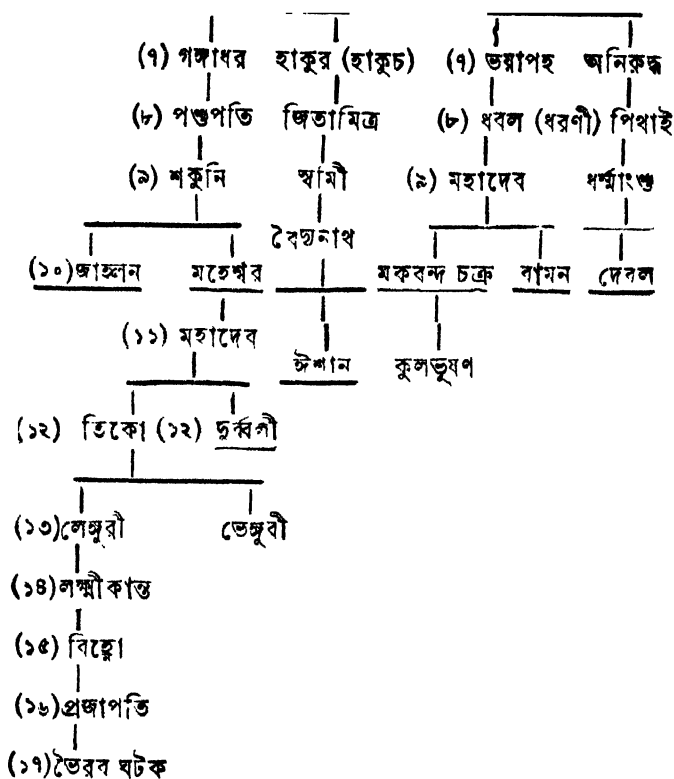 (৭) গঙ্গাধর হাকুর (হাকুচ) (৭) ভয়াপহ অনিরুদ্ধ
(৮) পশুপতি জিতামিত্র (৮) ধবল (ধরণী) পিথাই
(৯) শকুনি স্বামী (৯) মহাদেব ধর্ম্মাংশু
বৈদ্যনাথ
(১০) জাহ্লন মহেশ্বর মকবন্দ চক্র বামন দেবল
(১১) মহাদেব ঈশান কুলভূষণ
(১২) তিকো (১২) দুর্ব্বলী
(১৩) লেঙ্গুরী ভেঙ্গুবী
(১৪) লক্ষ্মীকান্ত
(১৫) বিহ্নো
(১৬) প্রজাপতি
(১৭) ভৈরব ঘটক